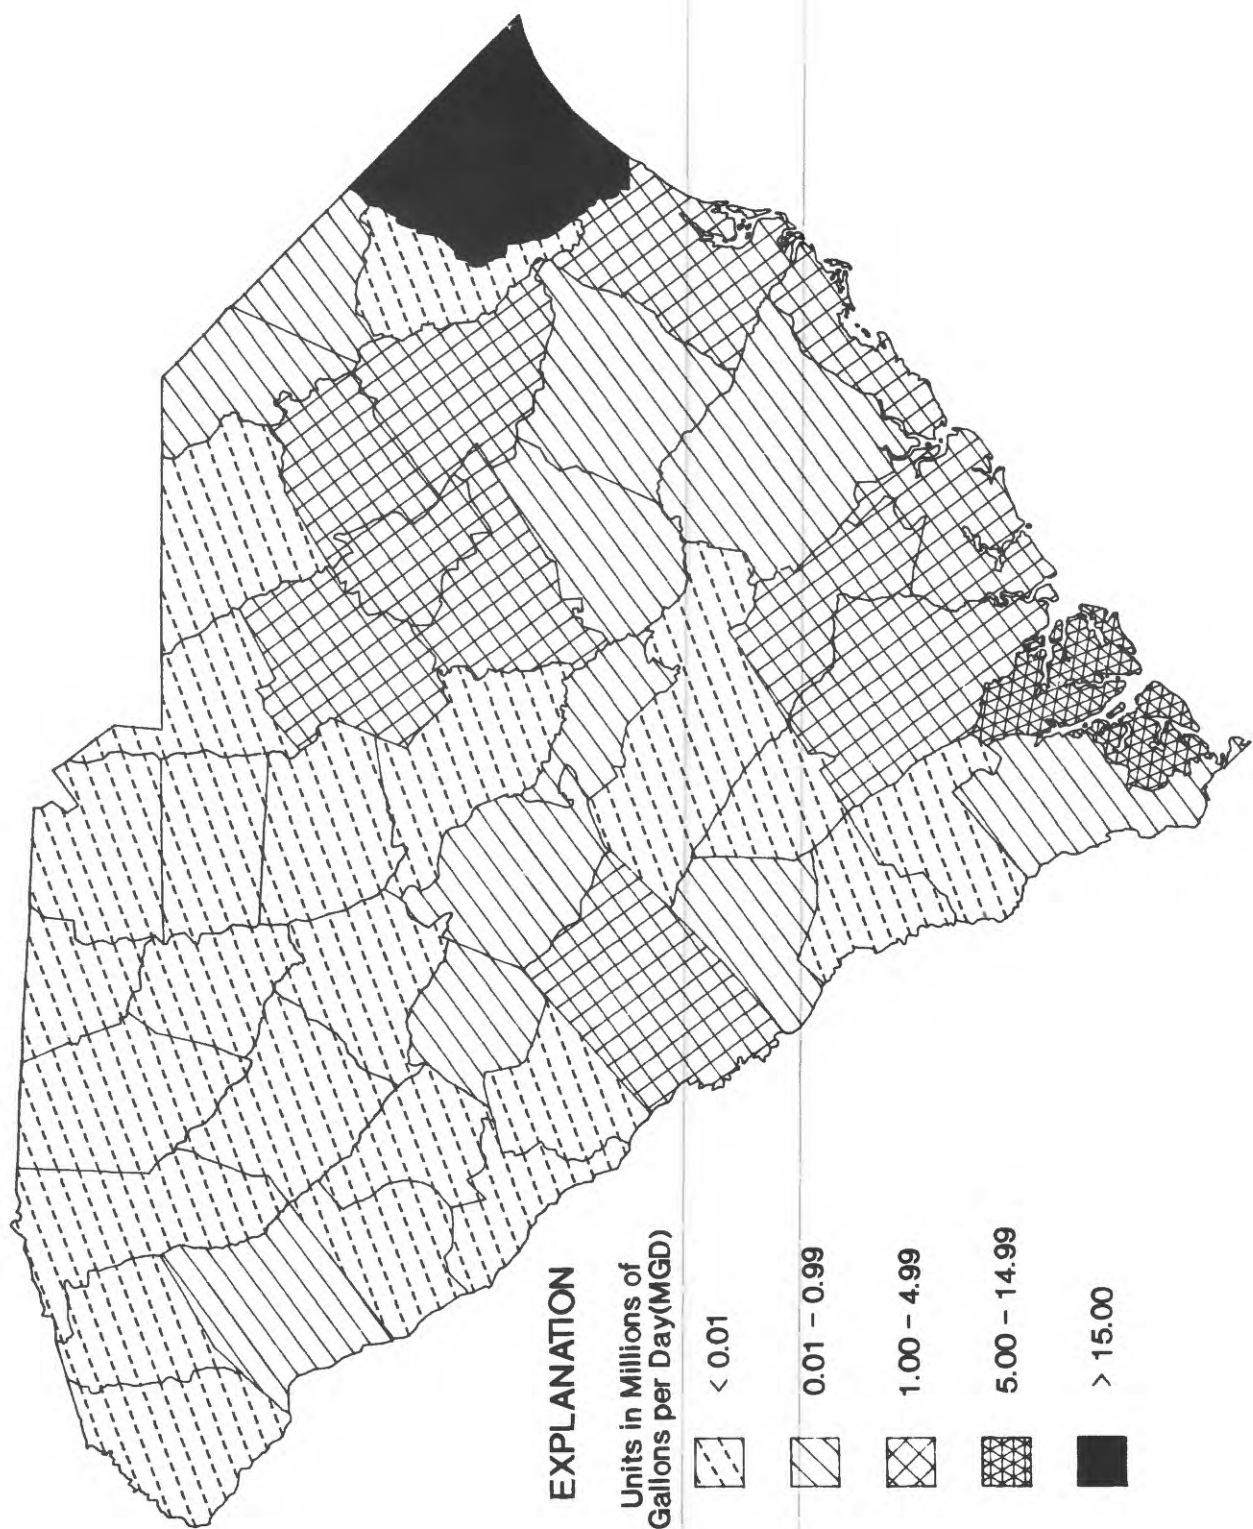 EXPLANATION
Units in Millions of
Gallons per Day(MGD)
< 0.01
0.01 – 0.99
1.00 – 4.99
5.00 – 14.99
> 15.00